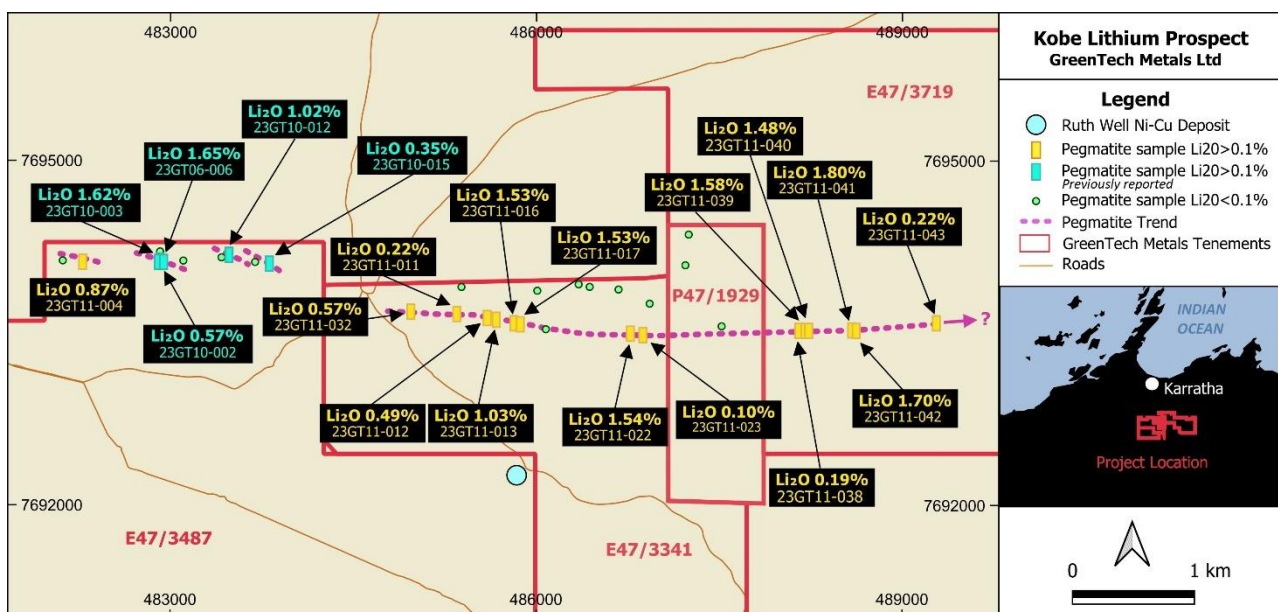 483000
486000
489000
E47/3719
7695000
7695000
Li₂O 1.02%
23GT10-012
Li₂O 1.65%
23GT06-006
Li₂O 0.35%
23GT10-015
Li₂O 1.62%
23GT10-003
Li₂O 1.53%
23GT11-016
Li₂O 1.53%
23GT11-017
Li₂O 0.22%
23GT11-011
Li₂O 1.48%
23GT11-040
Li₂O 1.58%
23GT11-039
Li₂O 1.80%
23GT11-041
Li₂O 0.22%
23GT11-043
Li₂O 0.87%
23GT11-004
Li₂O 0.57%
23GT10-002
Li₂O 0.57%
23GT11-032
P47/1929
?
Li₂O 0.49%
23GT11-012
Li₂O 1.03%
23GT11-013
Li₂O 1.54%
23GT11-022
Li₂O 0.10%
23GT11-023
Li₂O 1.70%
23GT11-042
Li₂O 0.19%
23GT11-038
7692000
7692000
E47/3487
E47/3341
483000
486000
489000
Kobe Lithium Prospect
GreenTech Metals Ltd
Legend
Ruth Well Ni-Cu Deposit
Pegmatite sample Li20>0.1%
Pegmatite sample Li20>0.1%
Previously reported
Pegmatite sample Li20<0.1%
Pegmatite Trend
GreenTech Metals Tenements
Roads
INDIAN
OCEAN
Karratha
Project Location
0 1 km